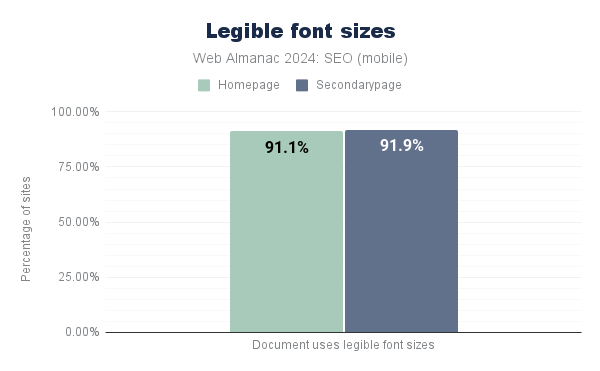 Legible font sizes
Web Almanac 2024: SEO (mobile)
Homepage Secondarypage
100.00%
75.00%
50.00%
25.00%
0.00%
Percentage of sites
91.1% 91.9%
Document uses legible font sizes